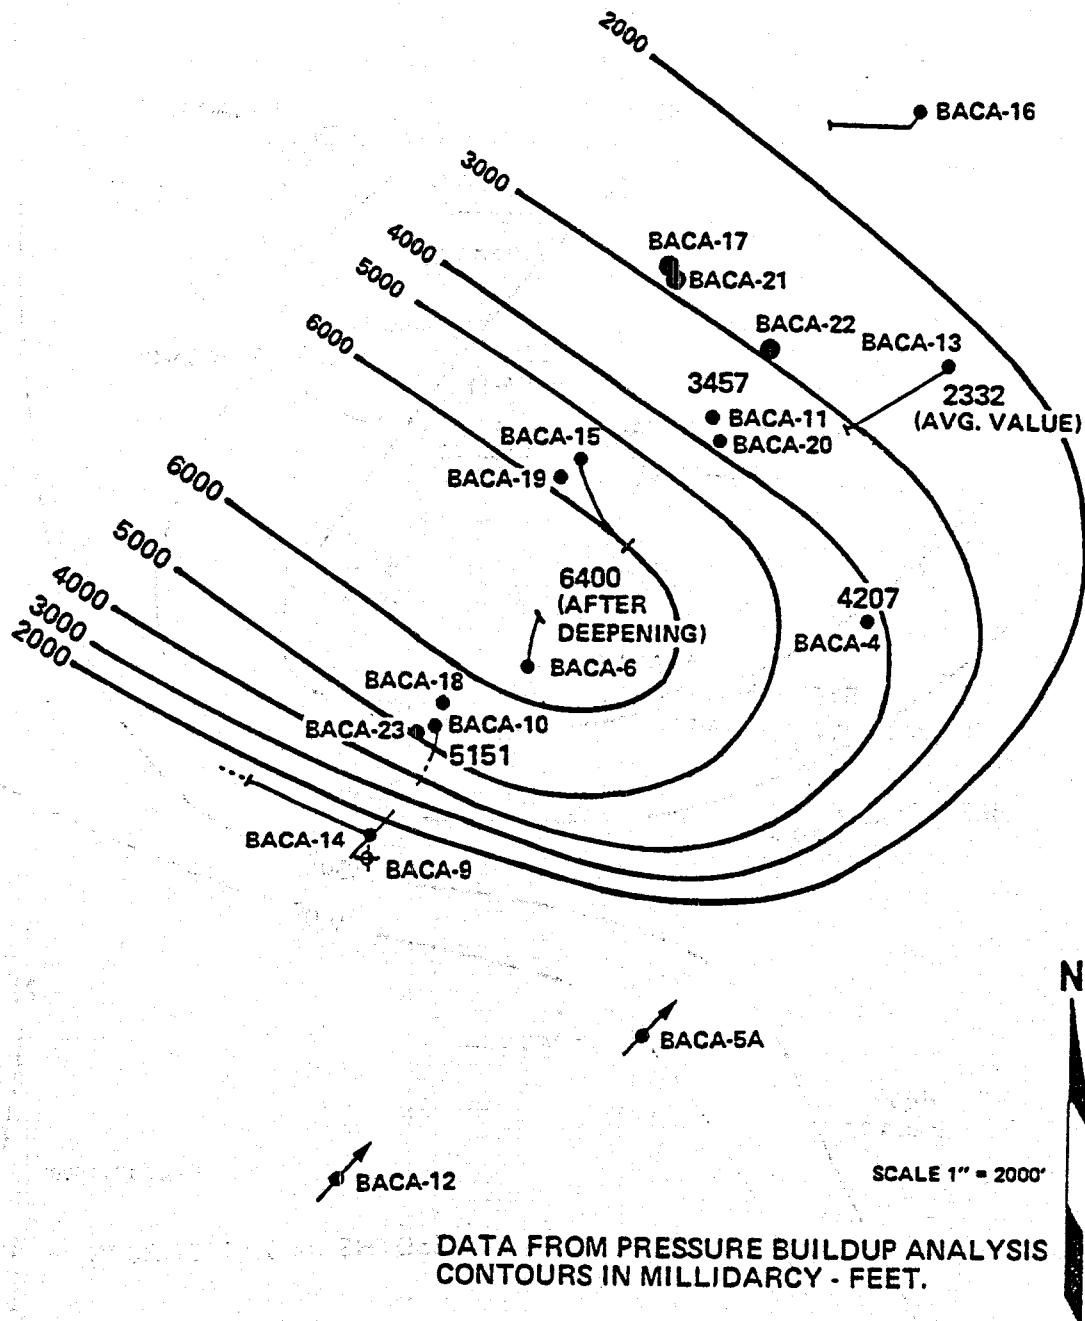 2000
BACA-16
3000
BACA-17
4000
BACA-21
5000
BACA-22
6000
BACA-13
3457
2332
(AVG. VALUE)
BACA-11
BACA-15
BACA-20
BACA-19
6000
5000
6400
(AFTER
DEEPENING)
4207
4000
3000
2000
BACA-4
BACA-6
BACA-18
BACA-23
BACA-10
5151
BACA-14
BACA-9
N
BACA-5A
SCALE 1" = 2000'
BACA-12
DATA FROM PRESSURE BUILDUP ANALYSIS
CONTOURS IN MILLIDARCY - FEET.